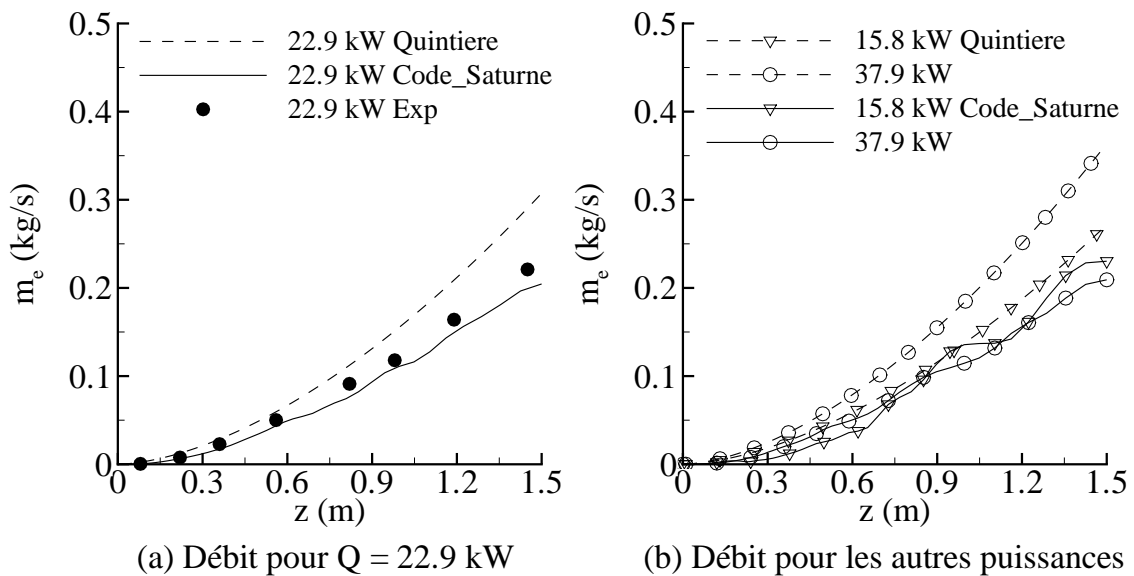 0.5
0.4
0.3
0.2
0.1
0
m_e (kg/s)
22.9 kW Quintiere
22.9 kW Code_Saturne
22.9 kW Exp
0 0.3 0.6 0.9 1.2 1.5
z (m)
(a) Débit pour Q = 22.9 kW
0.5
0.4
0.3
0.2
0.1
0
m_e (kg/s)
15.8 kW Quintiere
37.9 kW
15.8 kW Code_Saturne
37.9 kW
0 0.3 0.6 0.9 1.2 1.5
z (m)
(b) Débit pour les autres puissances